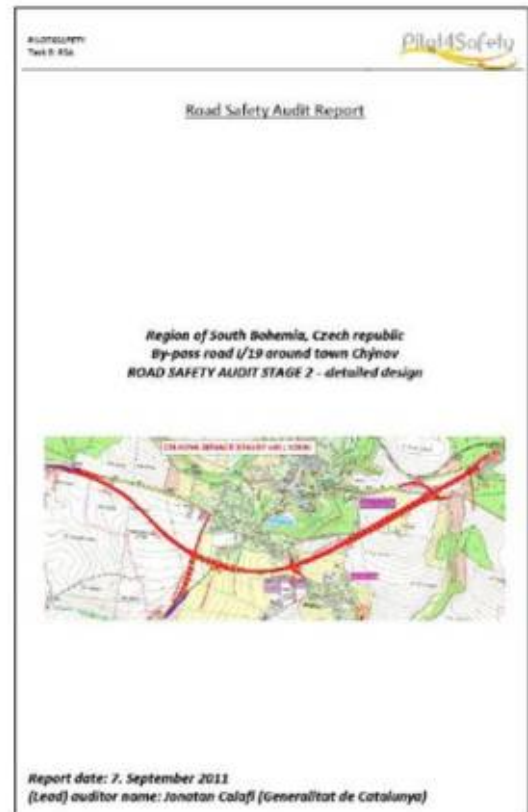 PILOT4SAFETY
Pilot4Safety
Road Safety Audit Report
Region of South Bohemia, Czech republic
By-pass road I/19 around town Chýnov
ROAD SAFETY AUDIT STAGE 2 - detailed design
Report date: 7. September 2011
(Lead) auditor name: Jonatan Calafi (Generalitat de Catalunya)